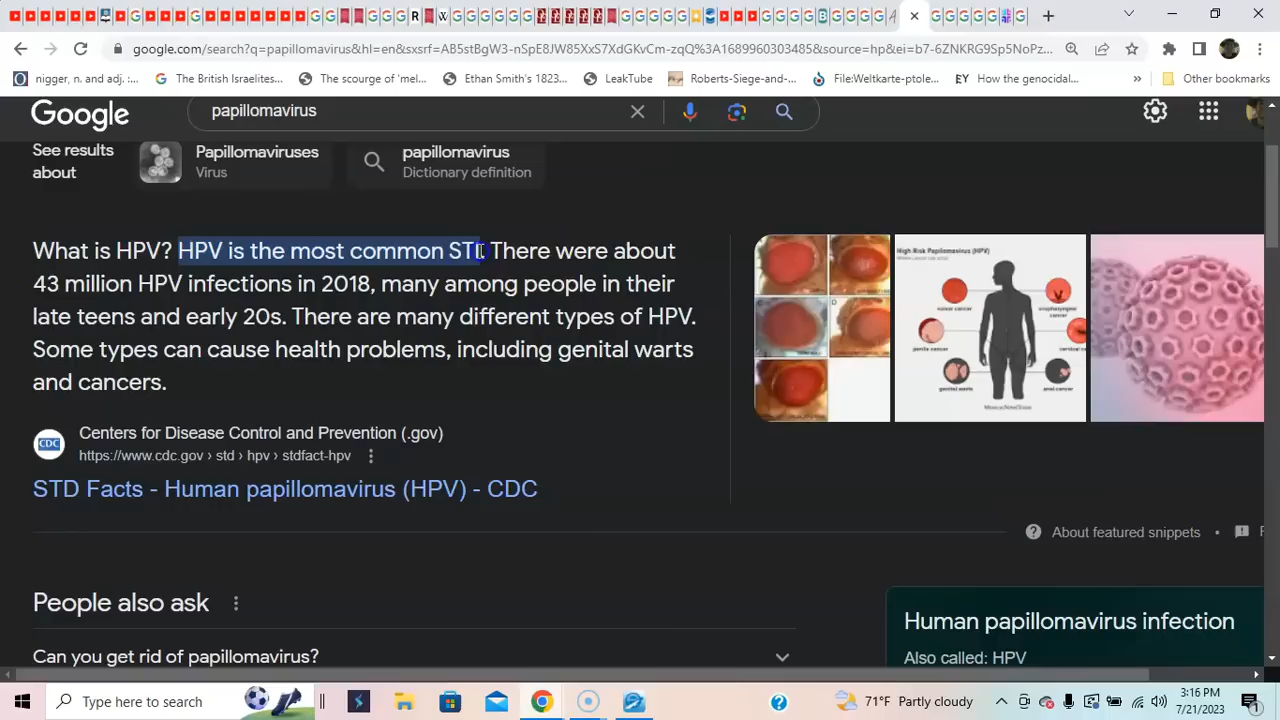 google.com/search?q=papillomavirus&hl=en&sxsrf=AB5stBgW3-nSpE8JW85XxS7XdGKvCm-zqQ%3A1689960303485&source=hp&ei=b7-6ZNKRG9Sp5NoPz...
nigger, n. and adj. :... The British Israelites... The scourge of 'mel... Ethan Smith's 1823... LeakTube Roberts-Siege-and-... File:Weltkarte-ptole... EY How the genocidal... » Other bookmarks
Google papillomavirus
See results about
Papillomaviruses
Virus
papillomavirus
Dictionary definition
What is HPV? HPV is the most common STD There were about
43 million HPV infections in 2018, many among people in their
late teens and early 20s. There are many different types of HPV.
Some types can cause health problems, including genital warts
and cancers.
High Risk Papilomavirus (HPV)
CDC
Centers for Disease Control and Prevention (.gov)
https://www.cdc.gov › std › hpv › stdfact-hpv
STD Facts - Human papillomavirus (HPV) - CDC
About featured snippets •
People also ask
Can you get rid of papillomavirus?
Human papillomavirus infection
Also called: HPV
Type here to search
71°F Partly cloudy
3:16 PM
7/21/2023